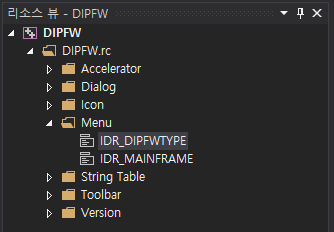 리소스 뷰 - DIPFW
DIPFW
DIPFW.rc
Accelerator
Dialog
Icon
Menu
IDR_DIPFWTYPE
IDR_MAINFRAME
String Table
Toolbar
Version